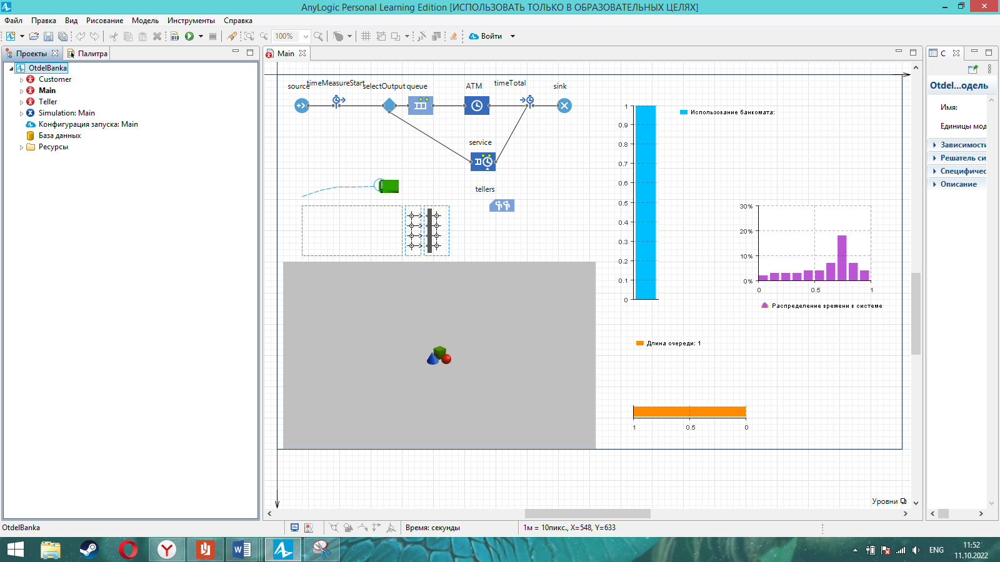 AnyLogic Personal Learning Edition [ИСПОЛЬЗОВАТЬ ТОЛЬКО В ОБРАЗОВАТЕЛЬНЫХ ЦЕЛЯХ]
Файл Правка Вид Рисование Модель Инструменты Справка
100% Войти
Проекты Палитра
OtdelBanka
Customer
Main
Teller
Simulation: Main
Конфигурация запуска: Main
База данных
Ресурсы
Main
source timeMeasureStart selectOutput queue ATM timeTotal sink
service
tellers
1
0.9
0.8
0.7
0.6
0.5
0.4
0.3
0.2
0.1
0
Использование банкомата:
30%
20%
10%
0%
0 0.5 1
Распределение времени в системе
Длина очереди: 1
1 0.5 0
Уровни
С
Otdel...одель
Имя:
Единицы мод
Зависимости
Решатель си
Специфичес
Описание
OtdelBanka
Время: секунды
1м = 10пикс., X=548, Y=633
ENG
11:52
11.10.2022